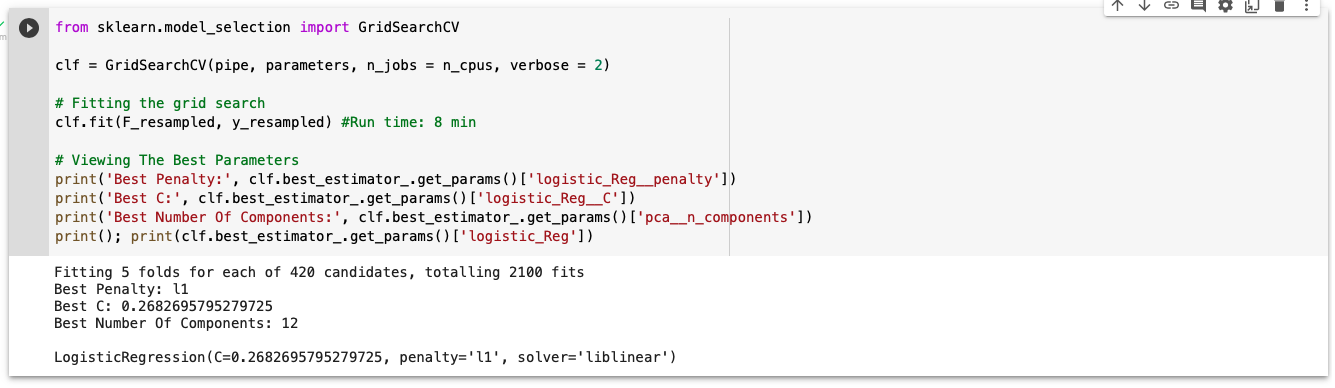 from sklearn.model_selection import GridSearchCV
clf = GridSearchCV(pipe, parameters, n_jobs = n_cpus, verbose = 2)
# Fitting the grid search
clf.fit(F_resampled, y_resampled) #Run time: 8 min
# Viewing The Best Parameters
print('Best Penalty:', clf.best_estimator_.get_params()['logistic_Reg__penalty'])
print('Best C:', clf.best_estimator_.get_params()['logistic_Reg__C'])
print('Best Number Of Components:', clf.best_estimator_.get_params()['pca__n_components'])
print(); print(clf.best_estimator_.get_params()['logistic_Reg'])
Fitting 5 folds for each of 420 candidates, totalling 2100 fits
Best Penalty: l1
Best C: 0.2682695795279725
Best Number Of Components: 12
LogisticRegression(C=0.2682695795279725, penalty='l1', solver='liblinear')